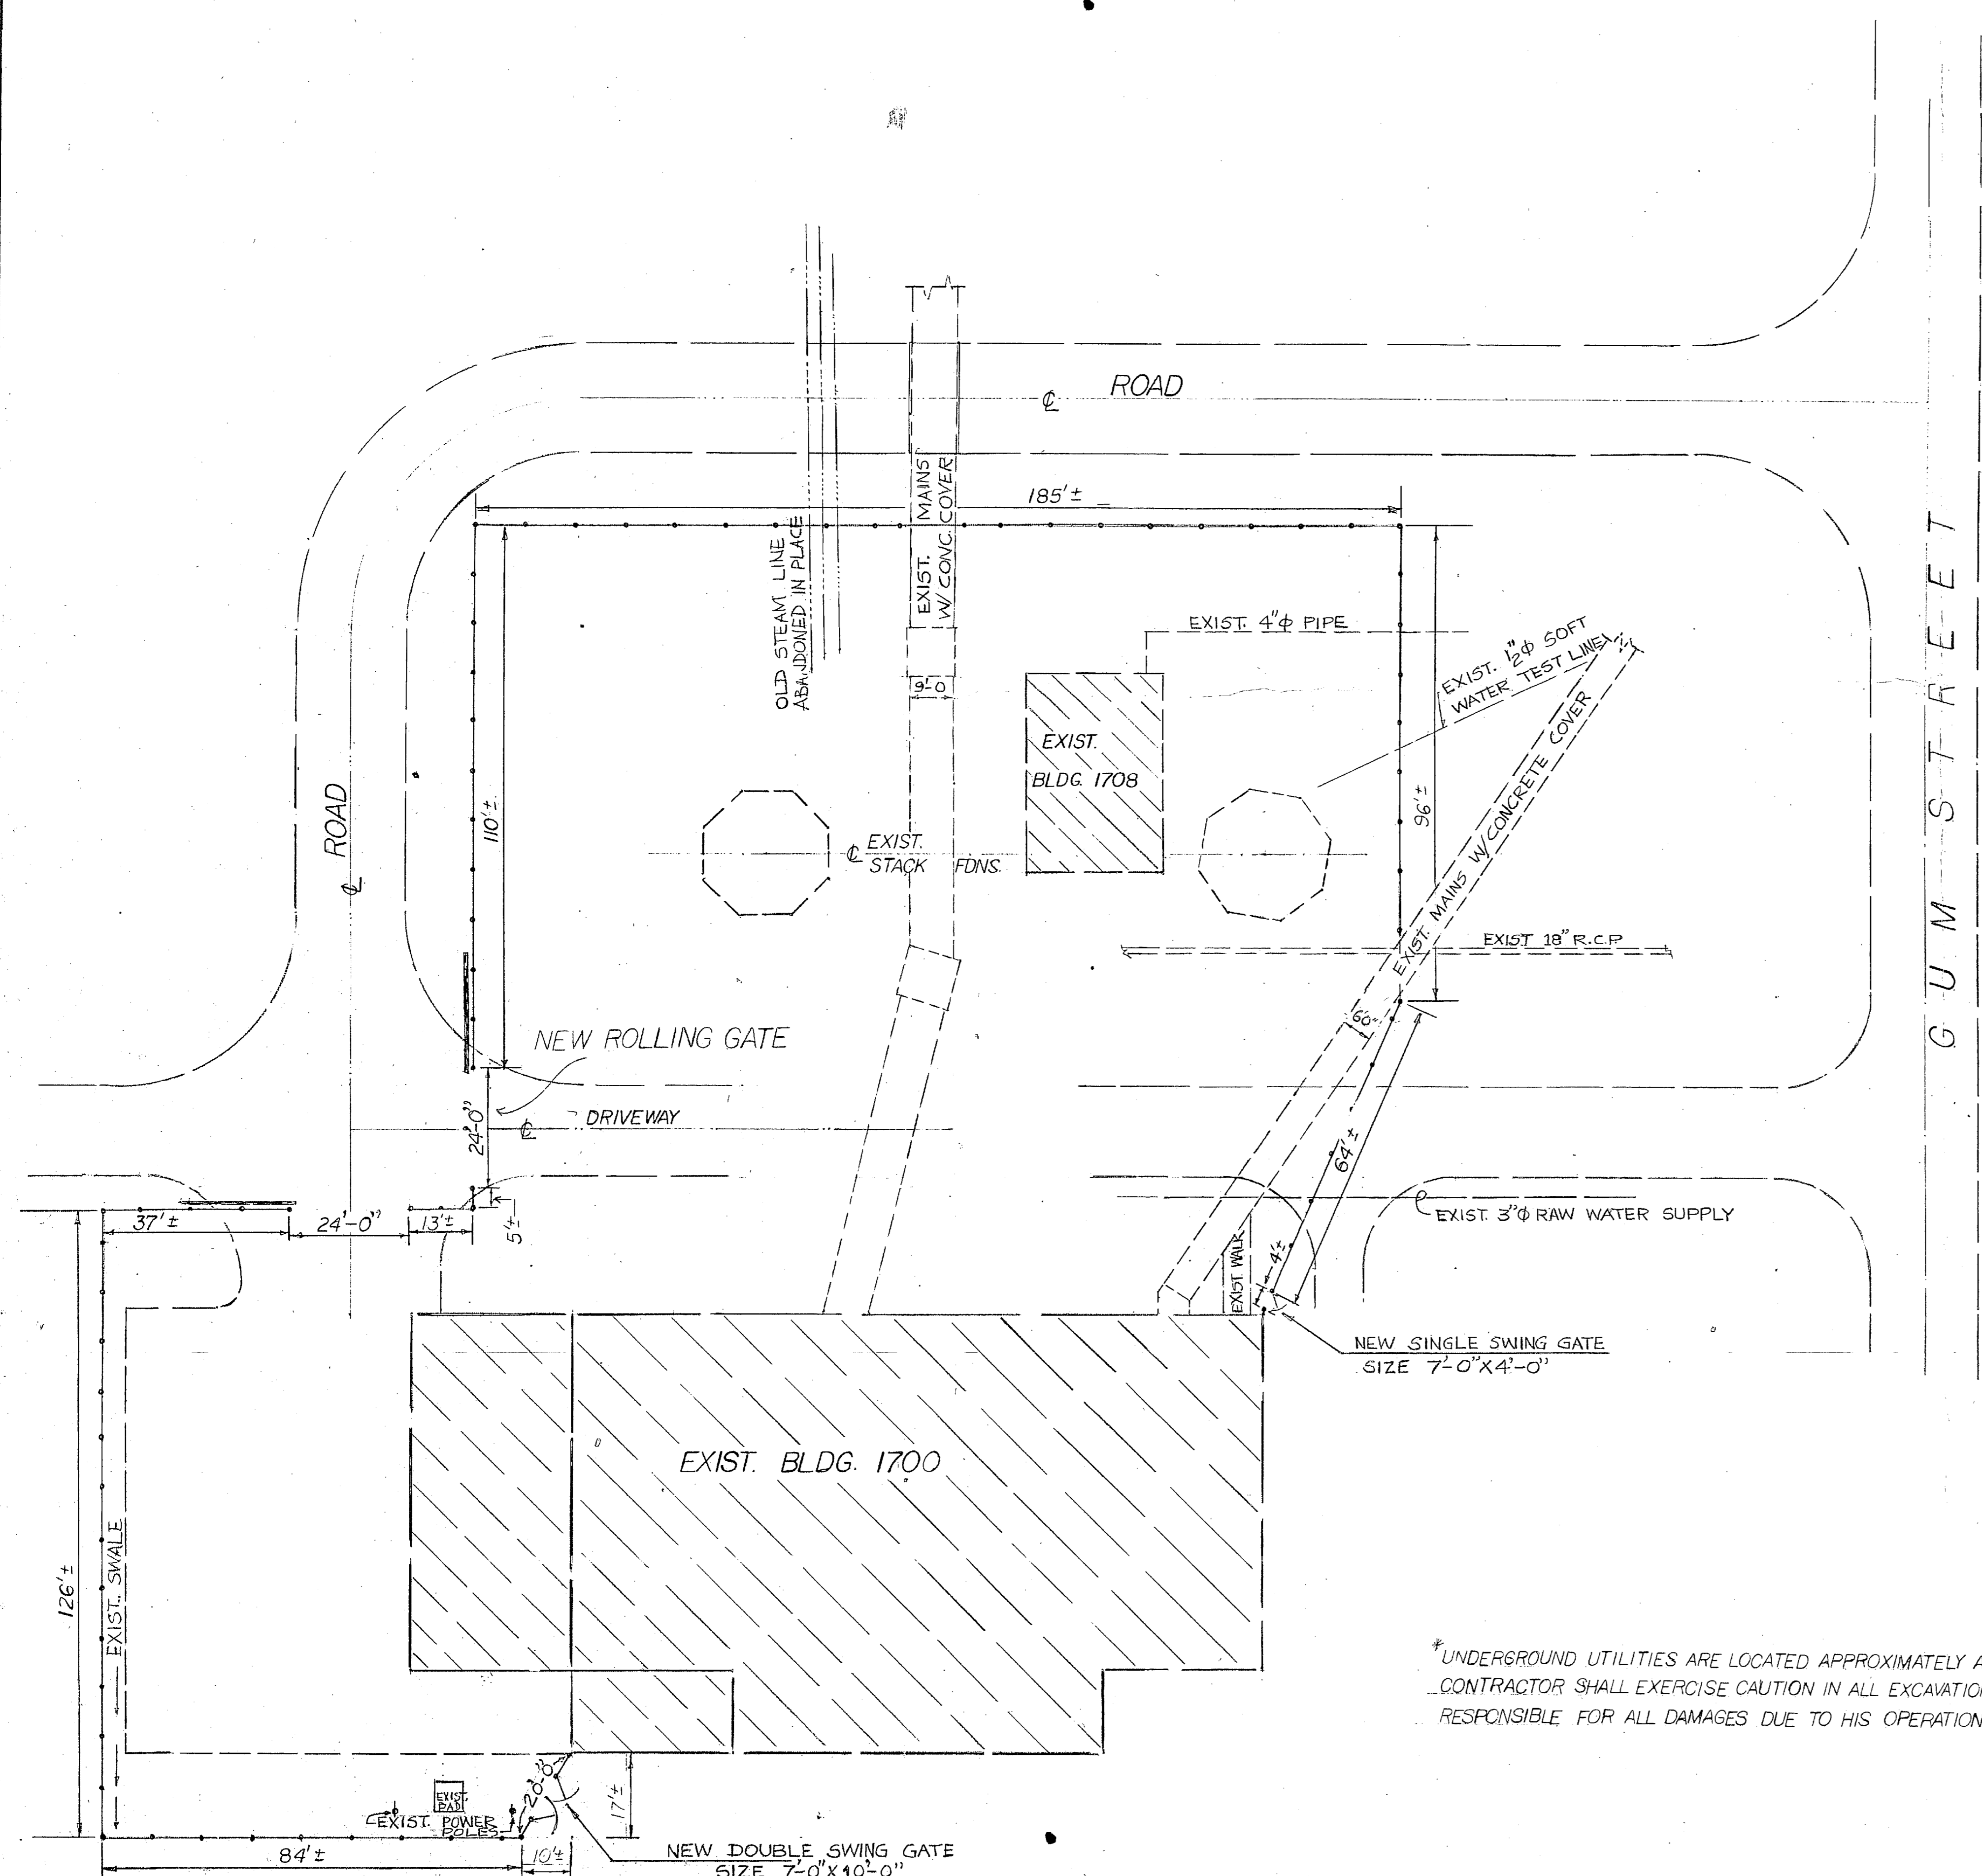 ROAD
℄
185'±
EXIST. MAINS
W/ CONC. COVER
OLD STEAM LINE
ABANDONED IN PLACE
EXIST. 4"φ PIPE
EXIST. 1½"φ SOFT
WATER TEST LINE
9'-0
EXIST.
BLDG. 1708
110'±
96'±
ROAD
℄
℄ EXIST.
STACK FDNS.
EXIST. MAINS W/CONCRETE COVER
EXIST 18" R.C.P.
GUM STREET
6'0"
NEW ROLLING GATE
24'-0"
℄ DRIVEWAY
64'±
37'±
24'-0"
13'±
5'±
EXIST. 3"φ RAW WATER SUPPLY
EXIST WALK
4'±
NEW SINGLE SWING GATE
SIZE 7'-0"X4'-0"
EXIST. BLDG. 1700
126'±
EXIST. SWALE
*UNDERGROUND UTILITIES ARE LOCATED APPROXIMATELY A
CONTRACTOR SHALL EXERCISE CAUTION IN ALL EXCAVATIO
RESPONSIBLE FOR ALL DAMAGES DUE TO HIS OPERATION
EXIST.
PAD
EXIST. POWER
POLES
20'-0"
17'±
84'±
10'±
NEW DOUBLE SWING GATE
SIZE 7'-0"X10'-0"